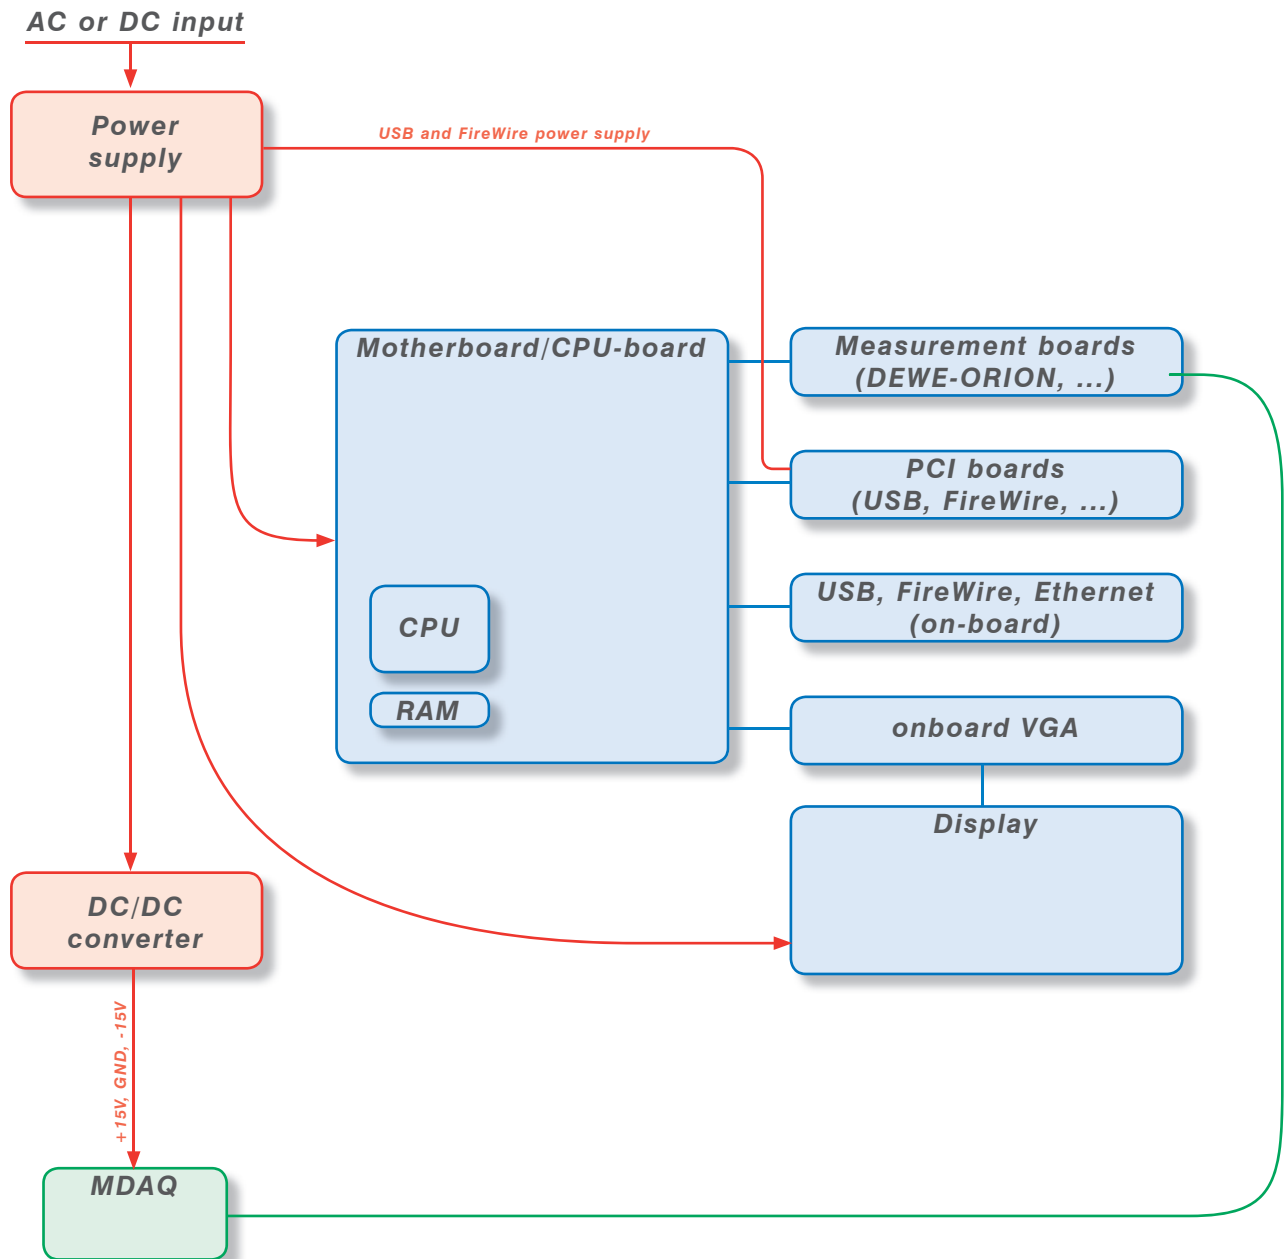 AC or DC input
Power
supply
USB and FireWire power supply
Motherboard/CPU-board
Measurement boards
(DEWE-ORION, ...)
PCI boards
(USB, FireWire, ...)
USB, FireWire, Ethernet
(on-board)
CPU
RAM
onboard VGA
Display
DC/DC
converter
+15V, GND, -15V
MDAQ